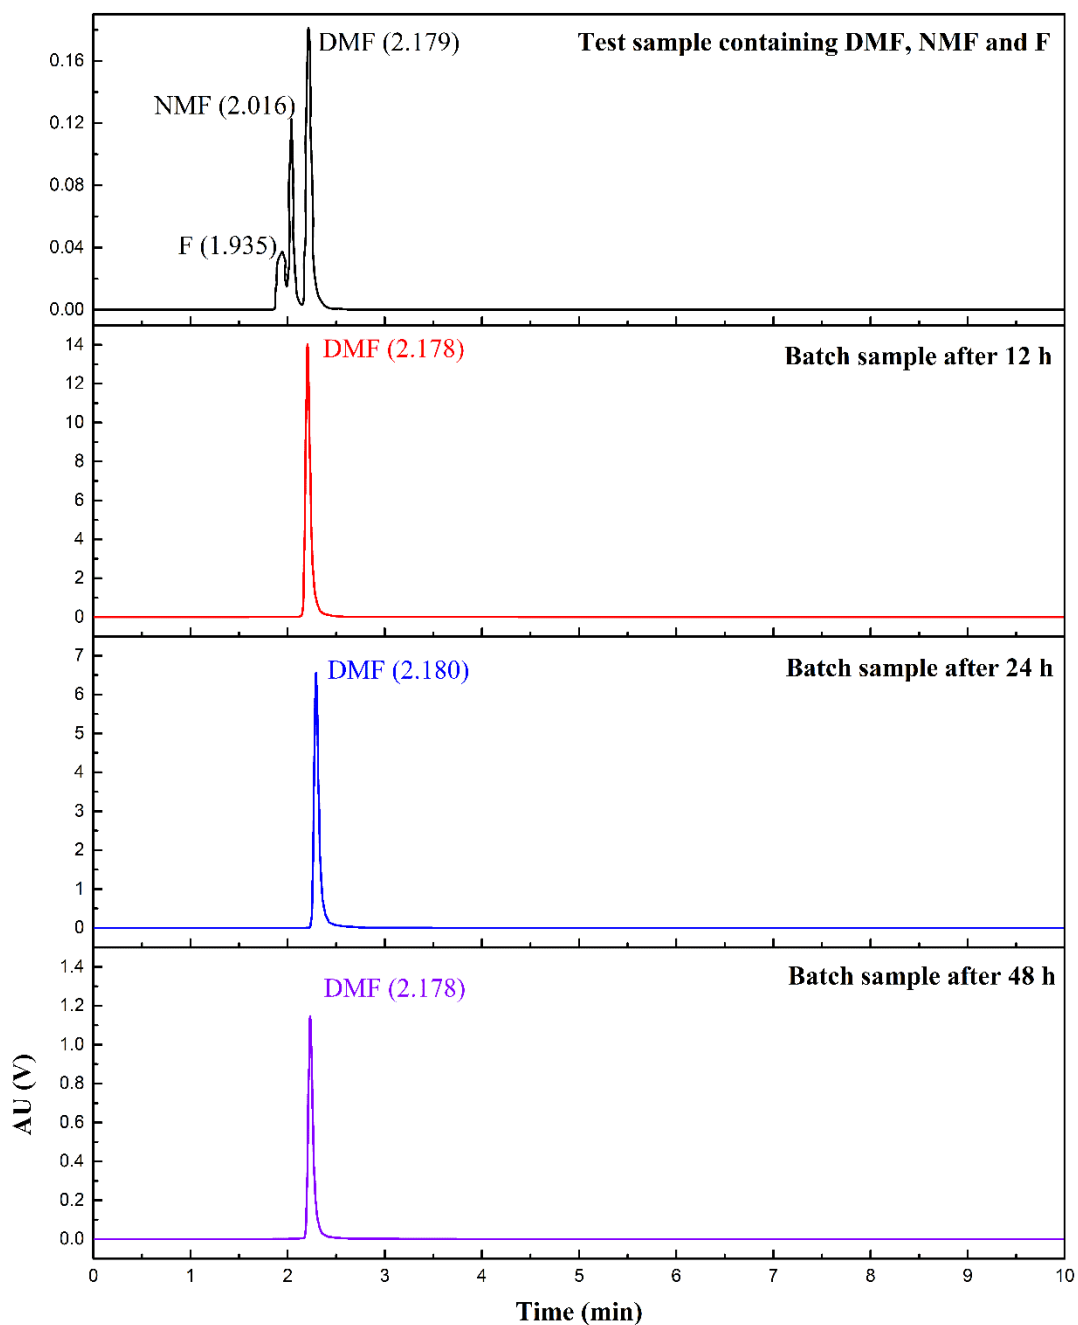 DMF (2.179)
Test sample containing DMF, NMF and F
0.16
NMF (2.016)
0.12
0.08
F (1.935)
0.04
0.00
DMF (2.178)
Batch sample after 12 h
14
12
10
8
6
4
2
0
DMF (2.180)
Batch sample after 24 h
7
6
5
4
3
2
1
0
DMF (2.178)
Batch sample after 48 h
1.4
1.2
1.0
0.8
0.6
0.4
0.2
0.0
AU (V)
0 1 2 3 4 5 6 7 8 9 10
Time (min)